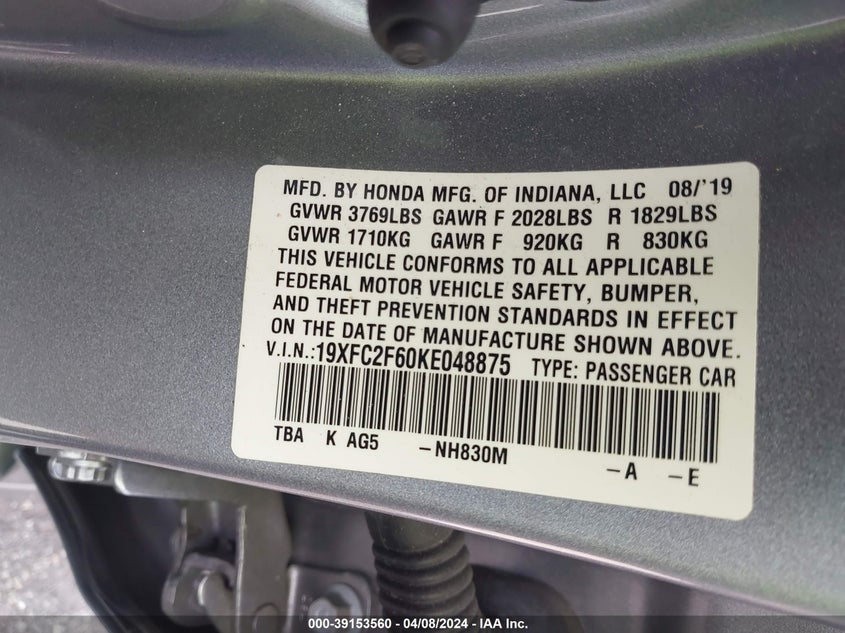 MFD. BY HONDA MFG. OF INDIANA, LLC 08/'19
GVWR 3769LBS GAWR F 2028LBS R 1829LBS
GVWR 1710KG GAWR F 920KG R 830KG
THIS VEHICLE CONFORMS TO ALL APPLICABLE
FEDERAL MOTOR VEHICLE SAFETY, BUMPER,
AND THEFT PREVENTION STANDARDS IN EFFECT
ON THE DATE OF MANUFACTURE SHOWN ABOVE.
V.I.N.:19XFC2F60KE048875 TYPE: PASSENGER CAR
TBA K AG5 -NH830M -A -E
000-39153560 / 04/08/2024 - IAA Inc.